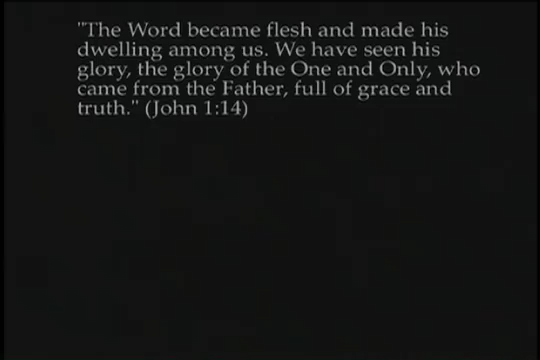 "The Word became flesh and made his
dwelling among us. We have seen his
glory, the glory of the One and Only, who
came from the Father, full of grace and
truth." (John 1:14)